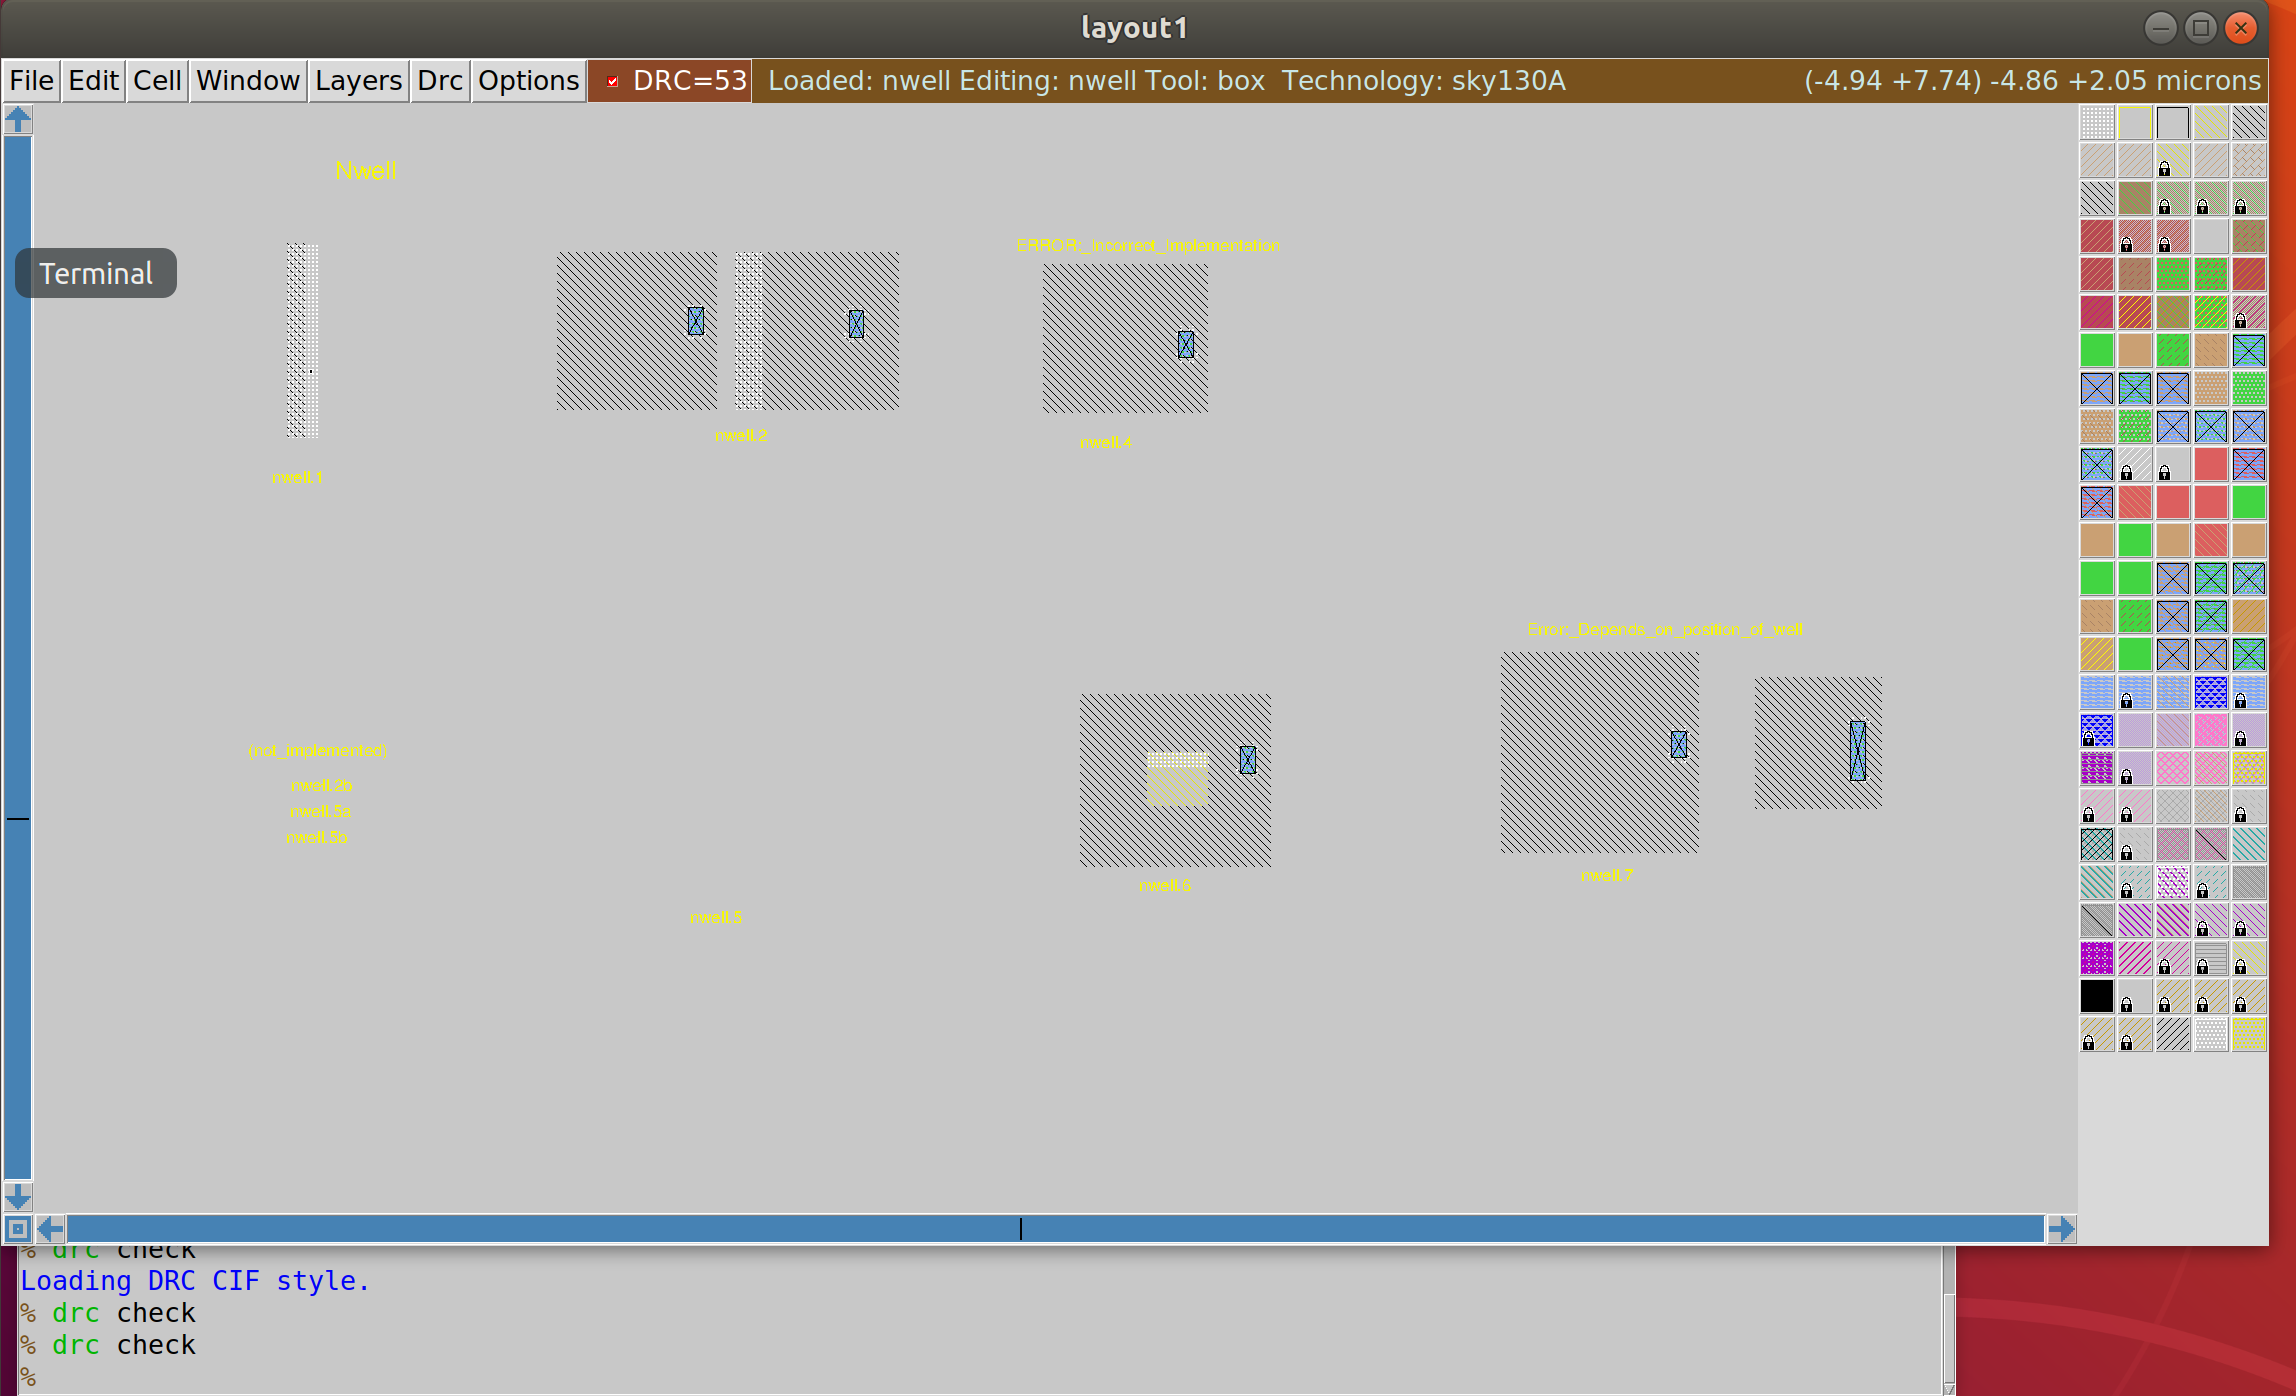 layout1
File Edit Cell Window Layers Drc Options DRC=53 Loaded: nwell Editing: nwell Tool: box Technology: sky130A (-4.94 +7.74) -4.86 +2.05 microns
Nwell
ERROR:_Incorrect_Implementation
Terminal
nwell.2
nwell.4
nwell.1
Error:_Depends_on_position_of_well
(not_implemented)
nwell.2b
nwell.5a
nwell.5b
nwell.7
nwell.6
nwell.5
% drc check
Loading DRC CIF style.
% drc check
% drc check
%